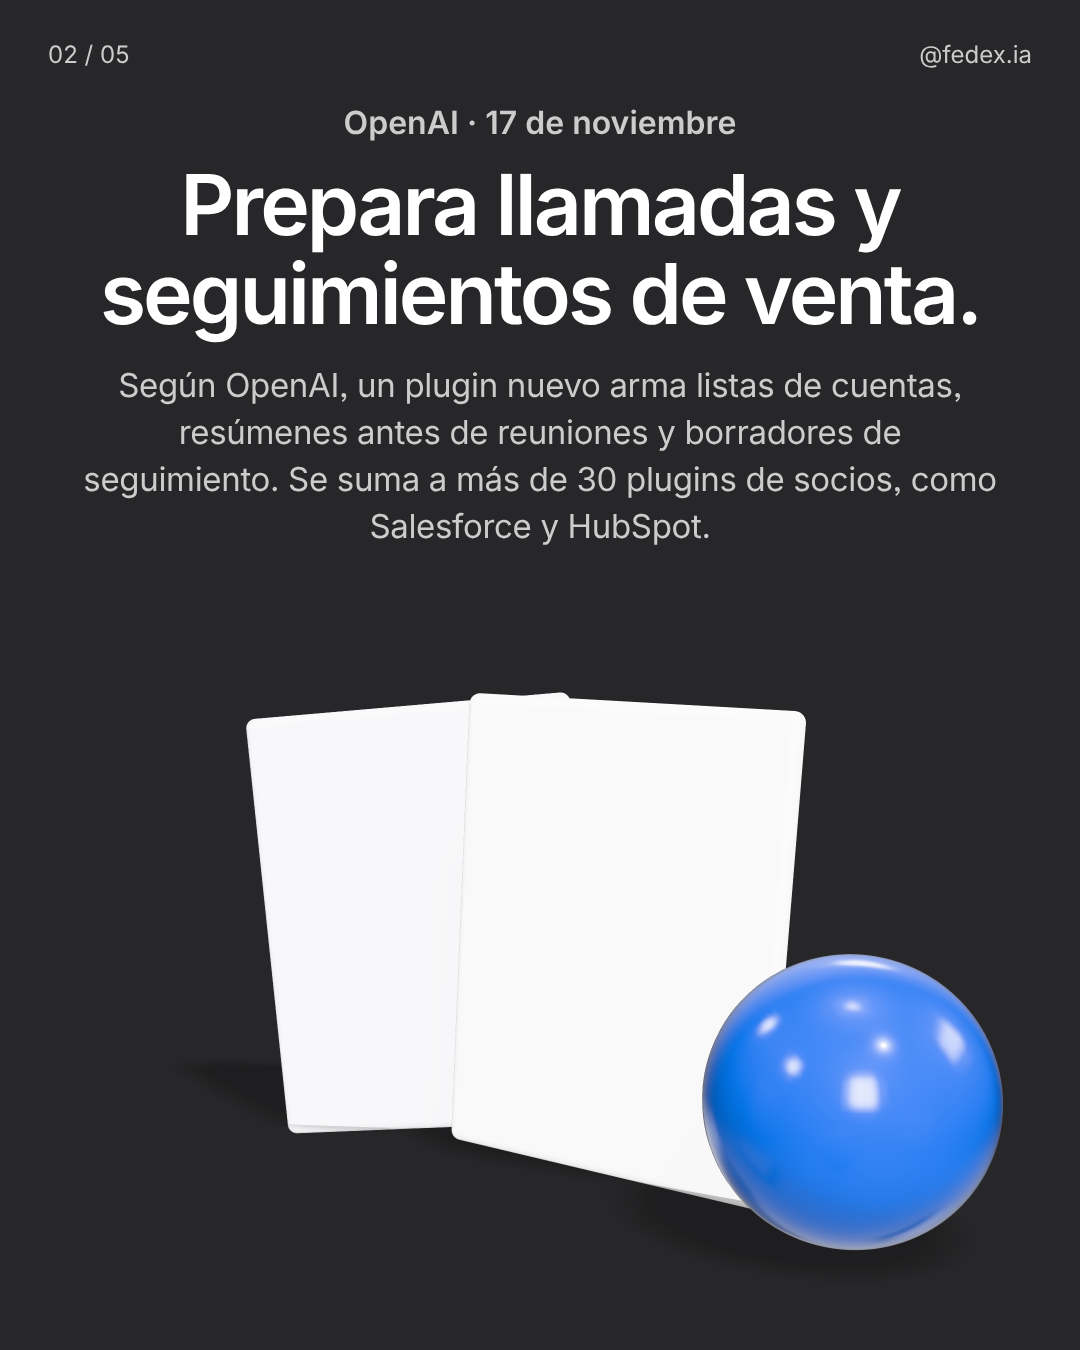 02 / 05
@fedex.ia
OpenAI · 17 de noviembre
Prepara llamadas y
seguimientos de venta.
Según OpenAI, un plugin nuevo arma listas de cuentas,
resúmenes antes de reuniones y borradores de
seguimiento. Se suma a más de 30 plugins de socios, como
Salesforce y HubSpot.